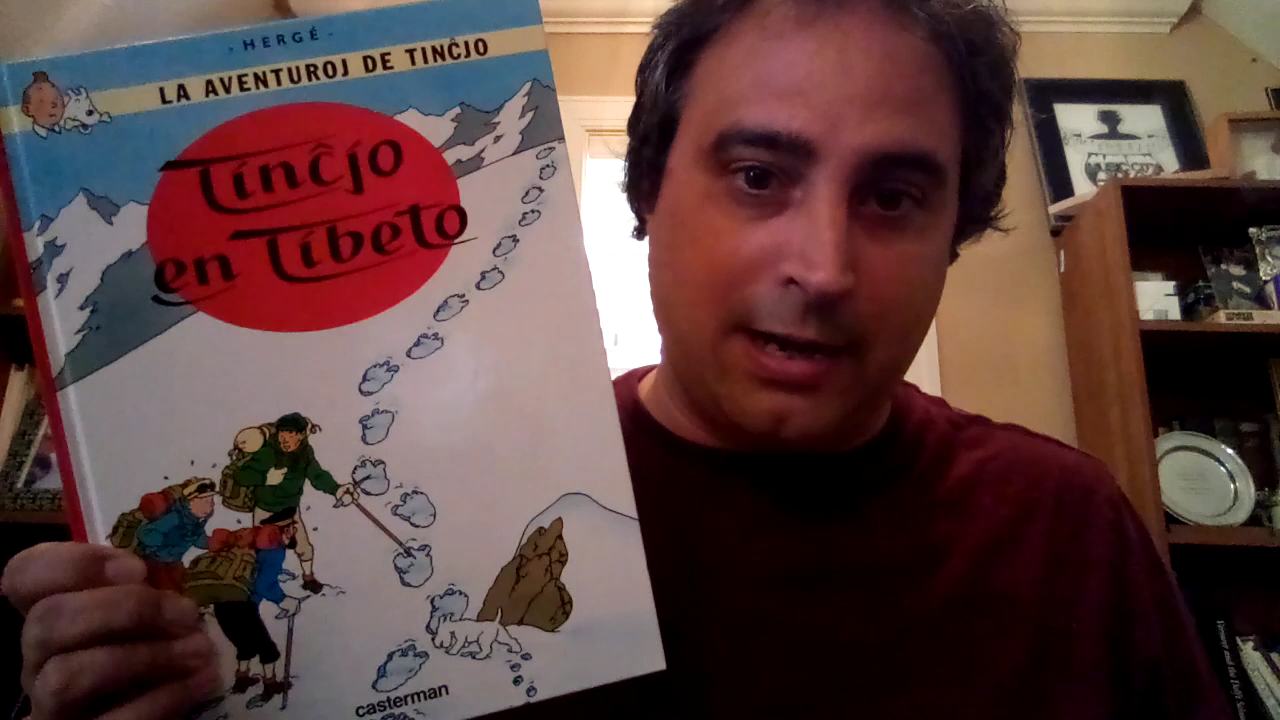 - HERGÉ -
LA AVENTUROJ DE TINĈJO
Tinĉjo
en Tibeto
casterman